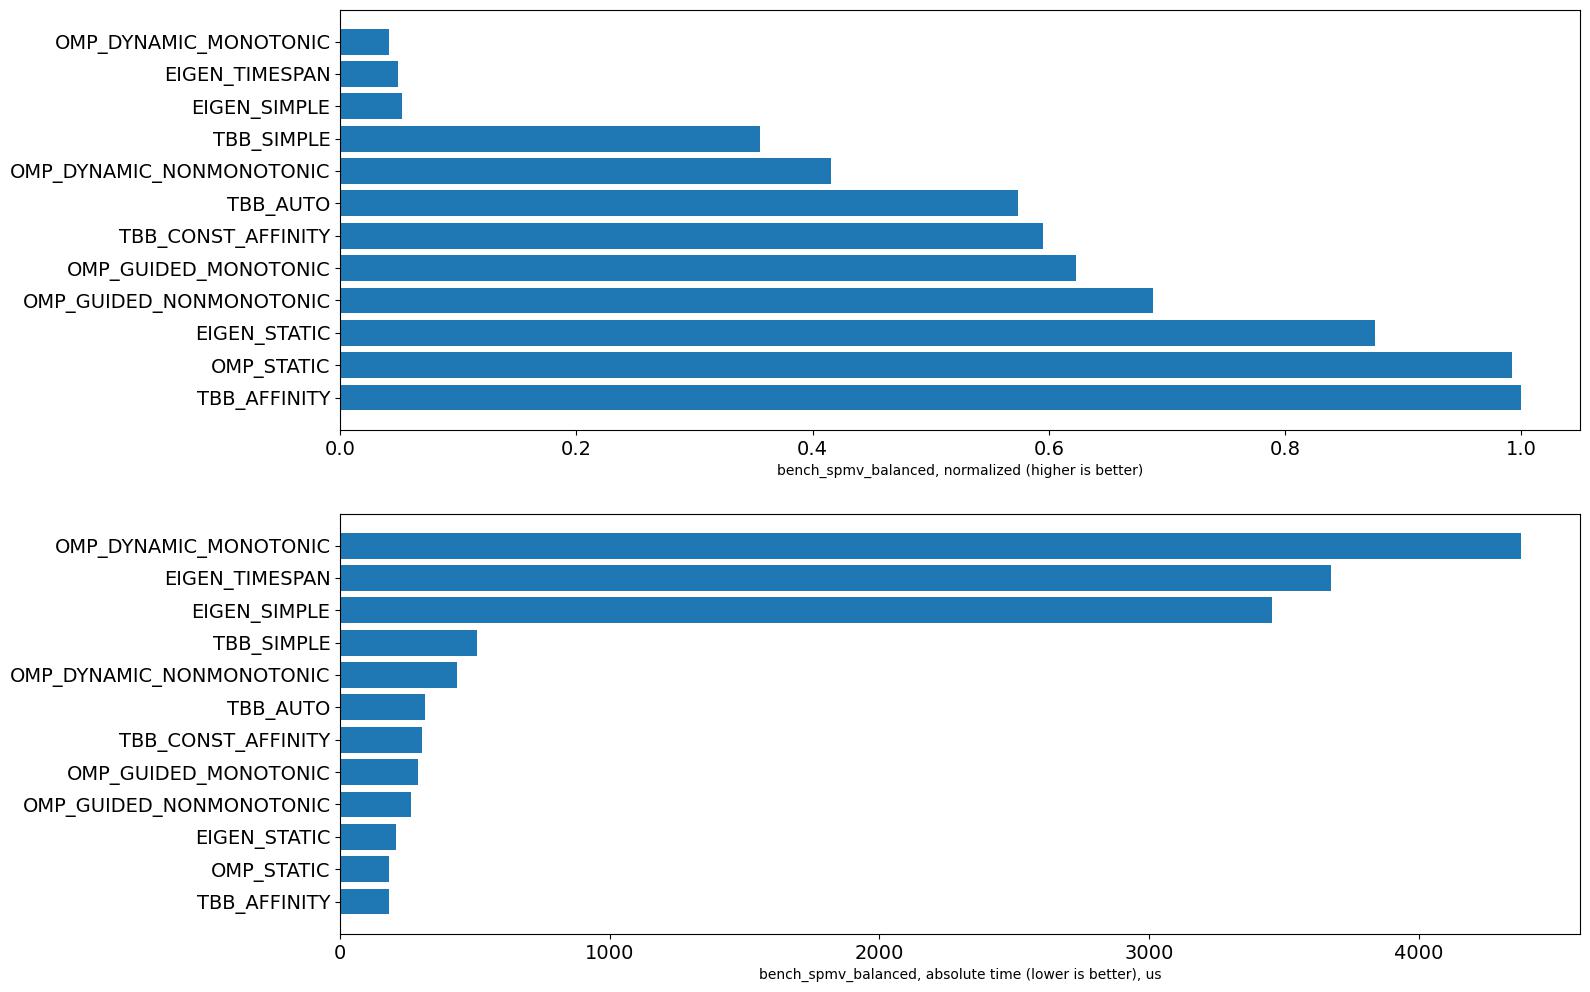 OMP_DYNAMIC_MONOTONIC
EIGEN_TIMESPAN
EIGEN_SIMPLE
TBB_SIMPLE
OMP_DYNAMIC_NONMONOTONIC
TBB_AUTO
TBB_CONST_AFFINITY
OMP_GUIDED_MONOTONIC
OMP_GUIDED_NONMONOTONIC
EIGEN_STATIC
OMP_STATIC
TBB_AFFINITY
0.0 0.2 0.4 0.6 0.8 1.0
bench_spmv_balanced, normalized (higher is better)
OMP_DYNAMIC_MONOTONIC
EIGEN_TIMESPAN
EIGEN_SIMPLE
TBB_SIMPLE
OMP_DYNAMIC_NONMONOTONIC
TBB_AUTO
TBB_CONST_AFFINITY
OMP_GUIDED_MONOTONIC
OMP_GUIDED_NONMONOTONIC
EIGEN_STATIC
OMP_STATIC
TBB_AFFINITY
0 1000 2000 3000 4000
bench_spmv_balanced, absolute time (lower is better), us